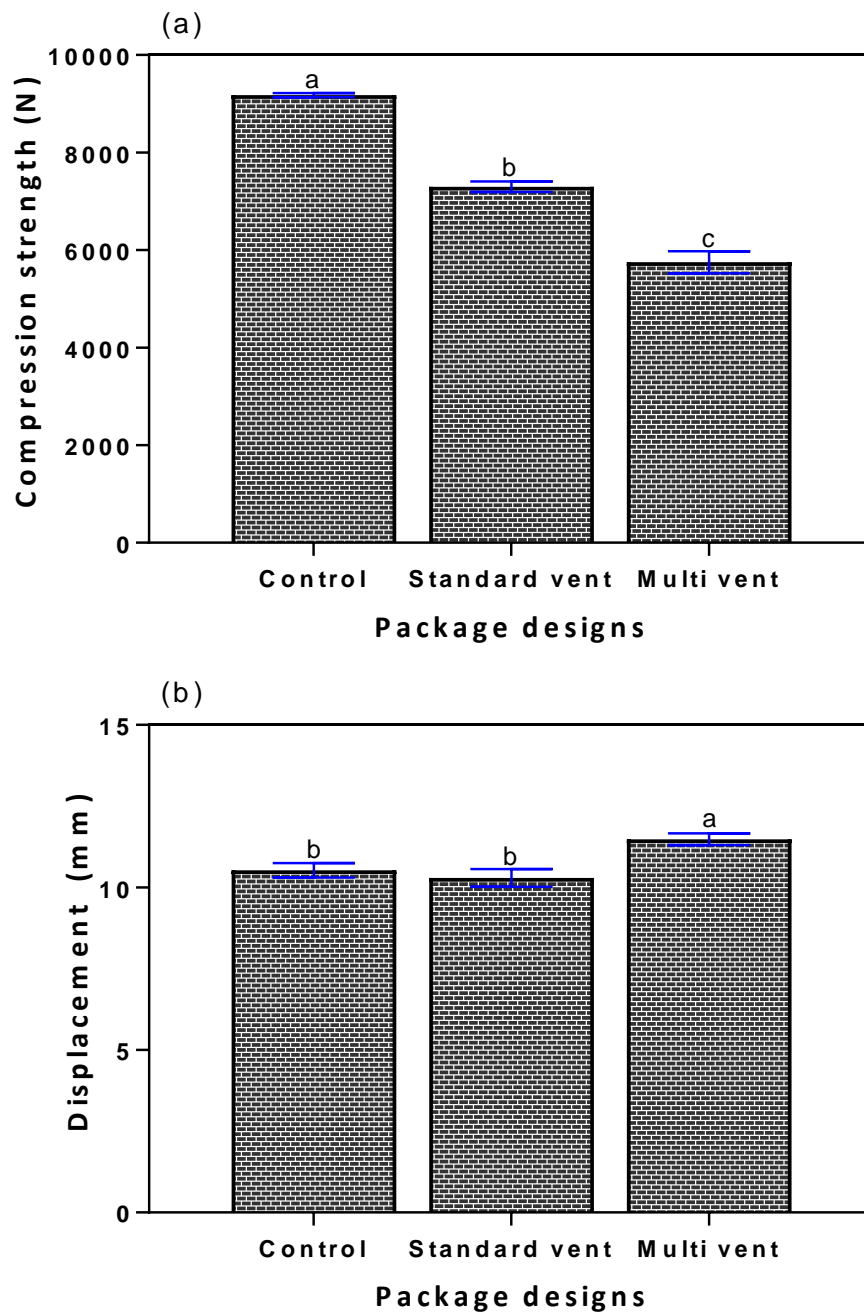 (a)
Compression strength (N)
10000
8000
6000
4000
2000
0
a
b
c
Control Standard vent Multi vent
Package designs
(b)
Displacement (mm)
15
10
5
0
b
b
a
Control Standard vent Multi vent
Package designs